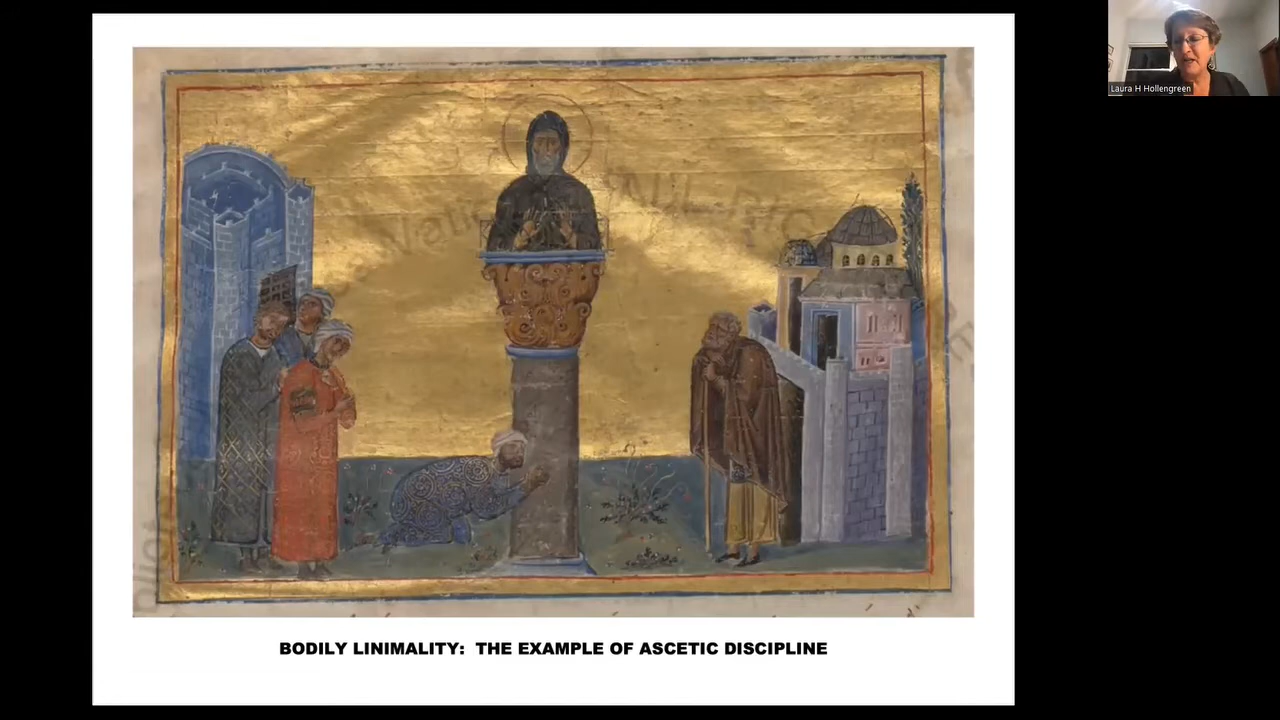 Laura H Hollengreen
BODILY LINIMALITY:  THE EXAMPLE OF ASCETIC DISCIPLINE